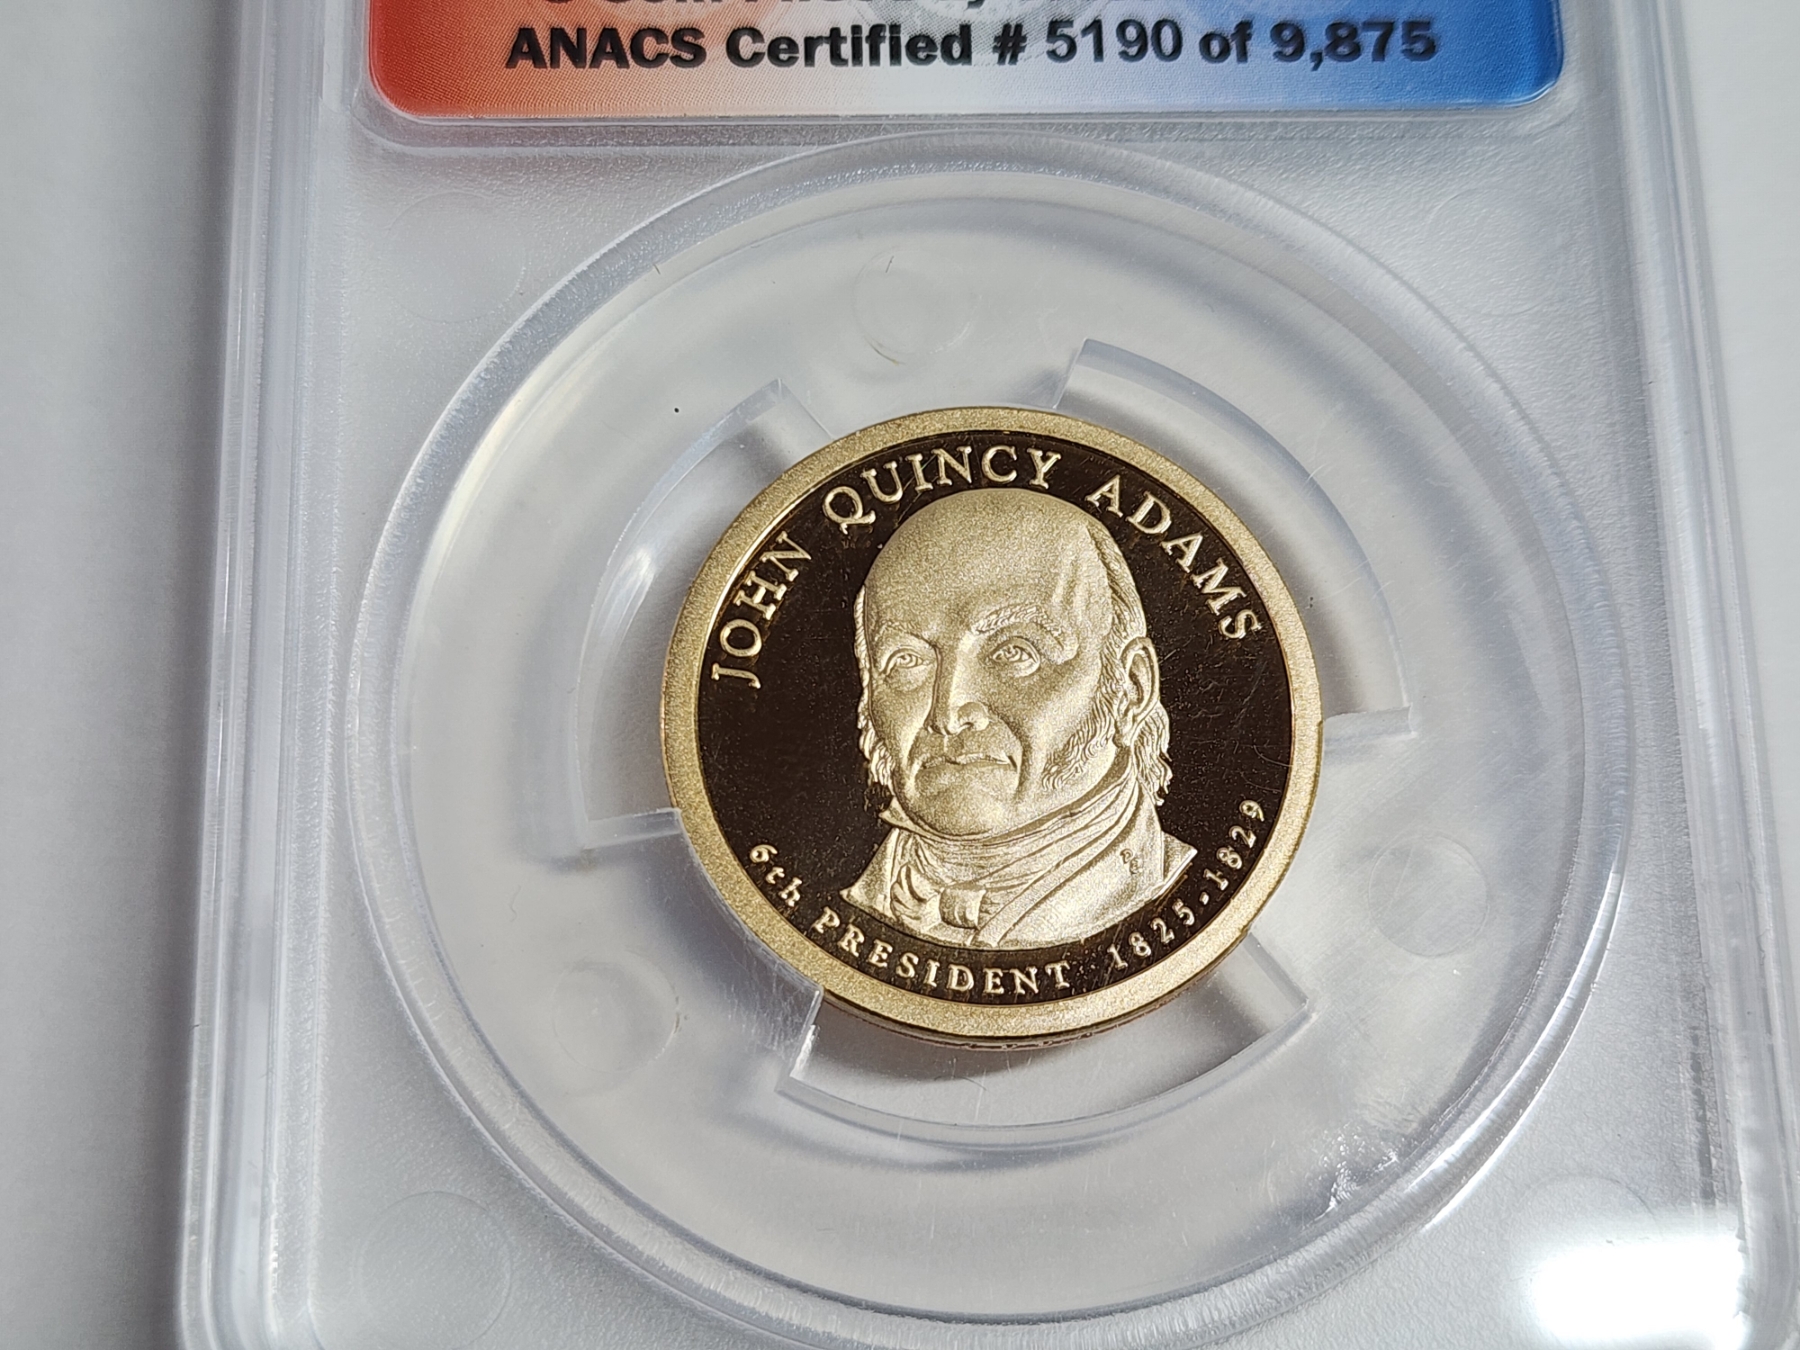 ANACS Certified # 5190 of 9,875
JOHN QUINCY ADAMS
6th PRESIDENT 1825-1829